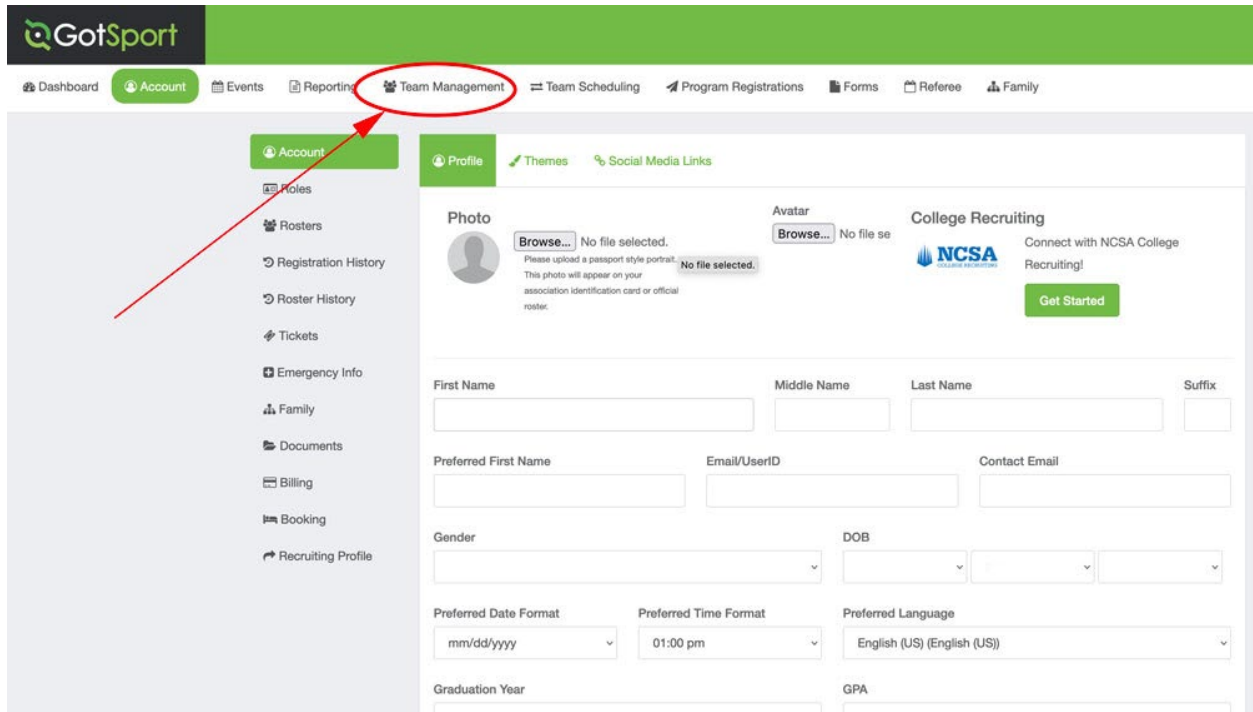 GotSport
Dashboard Account Events Reporting Team Management Team Scheduling Program Registrations Forms Referee Family
Account
Roles
Rosters
Registration History
Roster History
Tickets
Emergency Info
Family
Documents
Billing
Booking
Recruiting Profile
Profile Themes Social Media Links
Photo
Browse... No file selected.
Please upload a passport style portrait.
This photo will appear on your
association identification card or official
roster.
No file selected.
Avatar
Browse... No file se
College Recruiting
NCSA
COLLEGE RECRUITING
Connect with NCSA College
Recruiting!
Get Started
First Name Middle Name Last Name Suffix
Preferred First Name Email/UserID Contact Email
Gender DOB
Preferred Date Format Preferred Time Format Preferred Language
mm/dd/yyyy 01:00 pm English (US) (English (US))
Graduation Year GPA